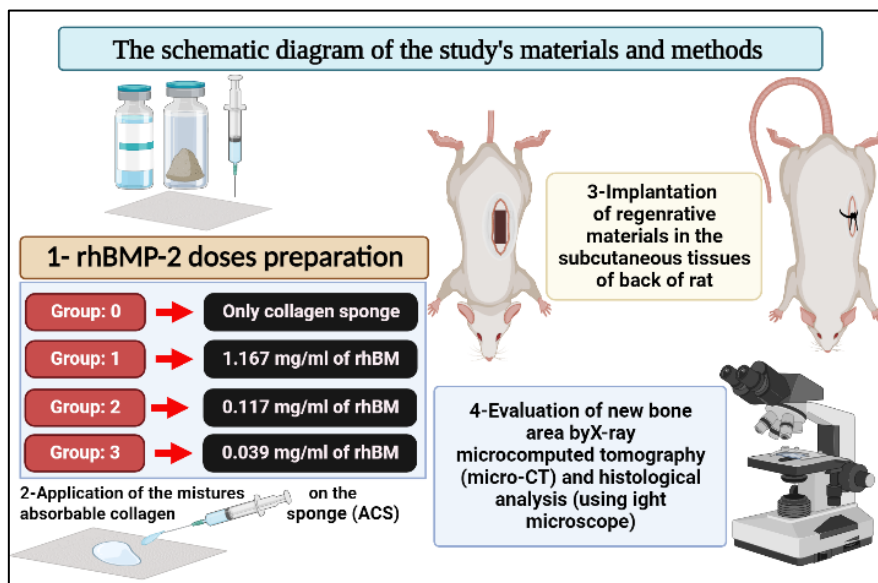 The schematic diagram of the study's materials and methods
1- rhBMP-2 doses preparation
Group: 0
Only collagen sponge
Group: 1
1.167 mg/ml of rhBM
Group: 2
0.117 mg/ml of rhBM
Group: 3
0.039 mg/ml of rhBM
2-Application of the mistures on the
absorbable collagen sponge (ACS)
3-Implantation
of regenrative
materials in the
subcutaneous tissues
of back of rat
4-Evaluation of new bone
area byX-ray
microcomputed tomography
(micro-CT) and histological
analysis (using ight
microscope)